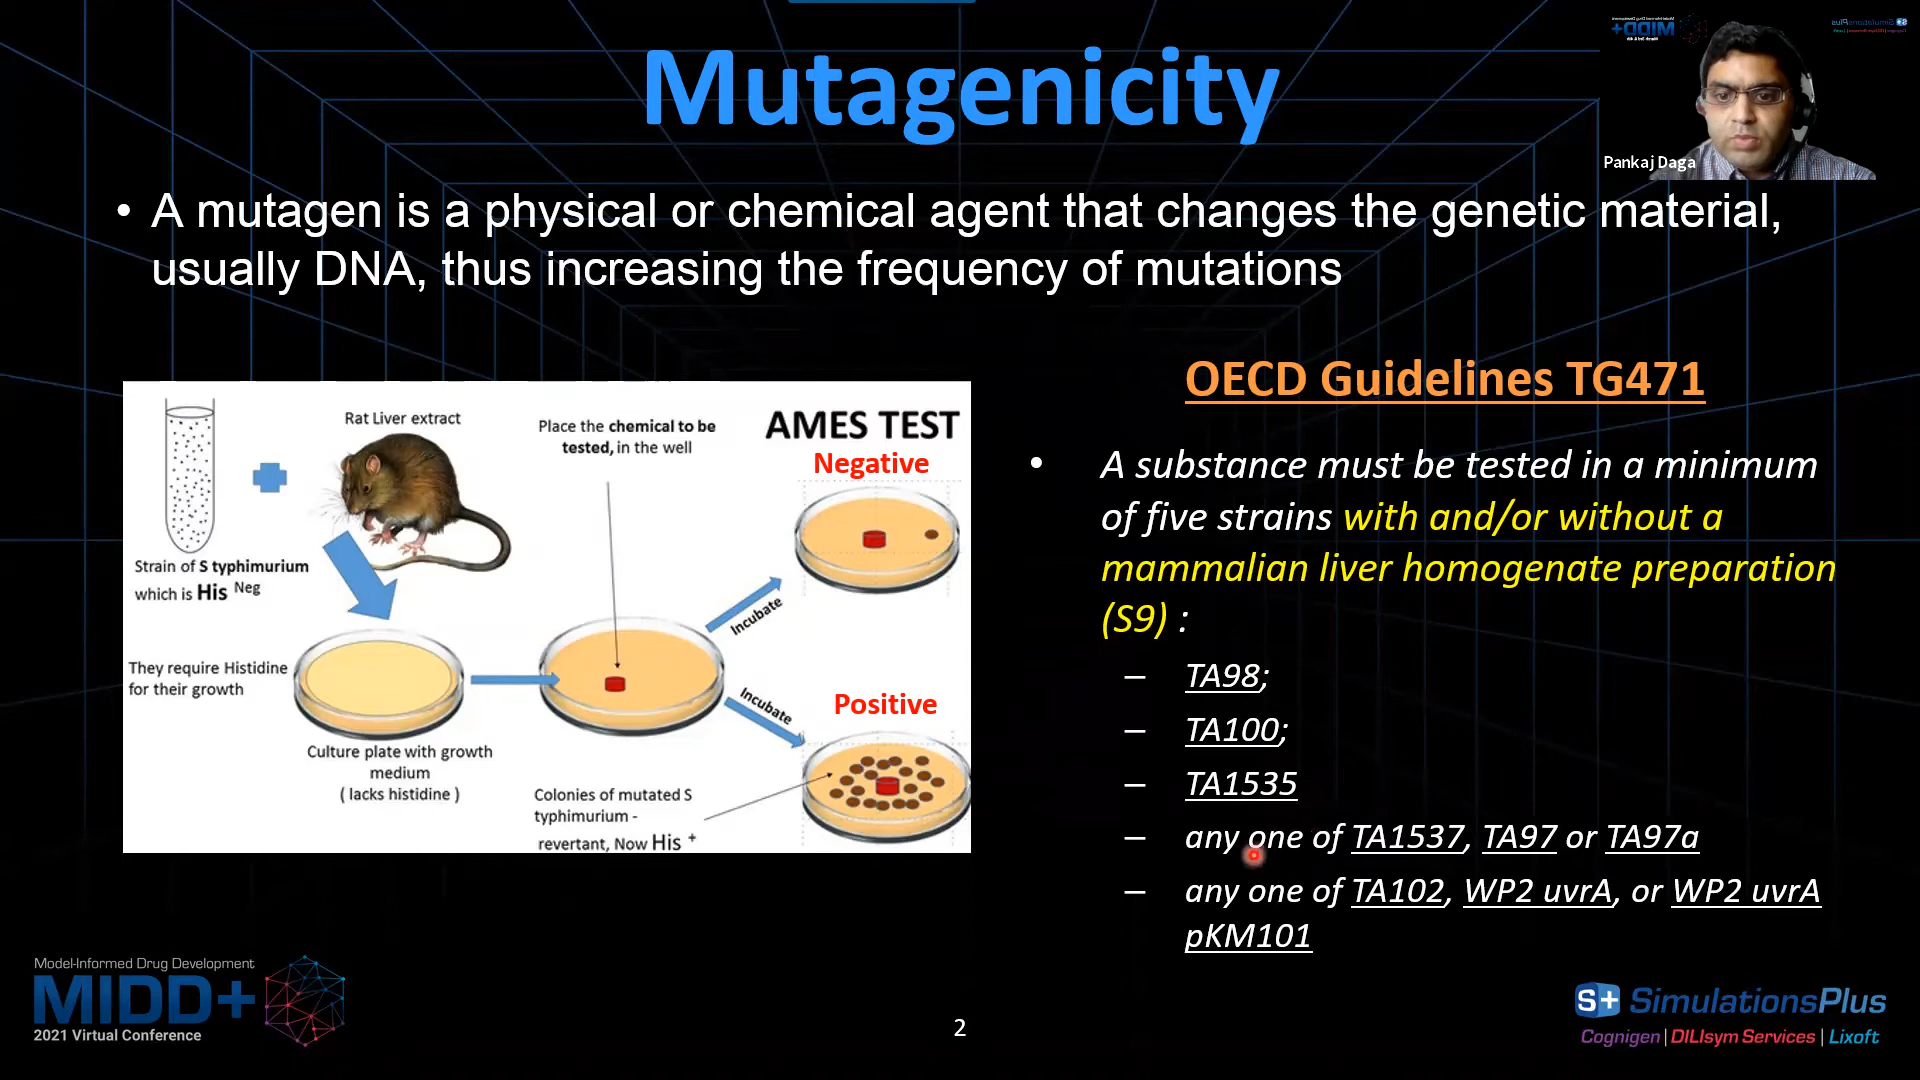 Mutagenicity
Pankaj Daga
• A mutagen is a physical or chemical agent that changes the genetic material,
usually DNA, thus increasing the frequency of mutations
Rat Liver extract
Place the chemical to be
tested, in the well
AMES TEST
Negative
Strain of S typhimurium
which is His Neg
Incubate
They require Histidine
for their growth
Incubate
Positive
Culture plate with growth
medium
( lacks histidine )
Colonies of mutated S
typhimurium -
revertant, Now His +
OECD Guidelines TG471
• A substance must be tested in a minimum
of five strains with and/or without a
mammalian liver homogenate preparation
(S9) :
– TA98;
– TA100;
– TA1535
– any one of TA1537, TA97 or TA97a
– any one of TA102, WP2 uvrA, or WP2 uvrA
pKM101
Model-Informed Drug Development
MIDD+
2021 Virtual Conference
2
S+ SimulationsPlus
Cognigen | DILIsym Services | Lixoft